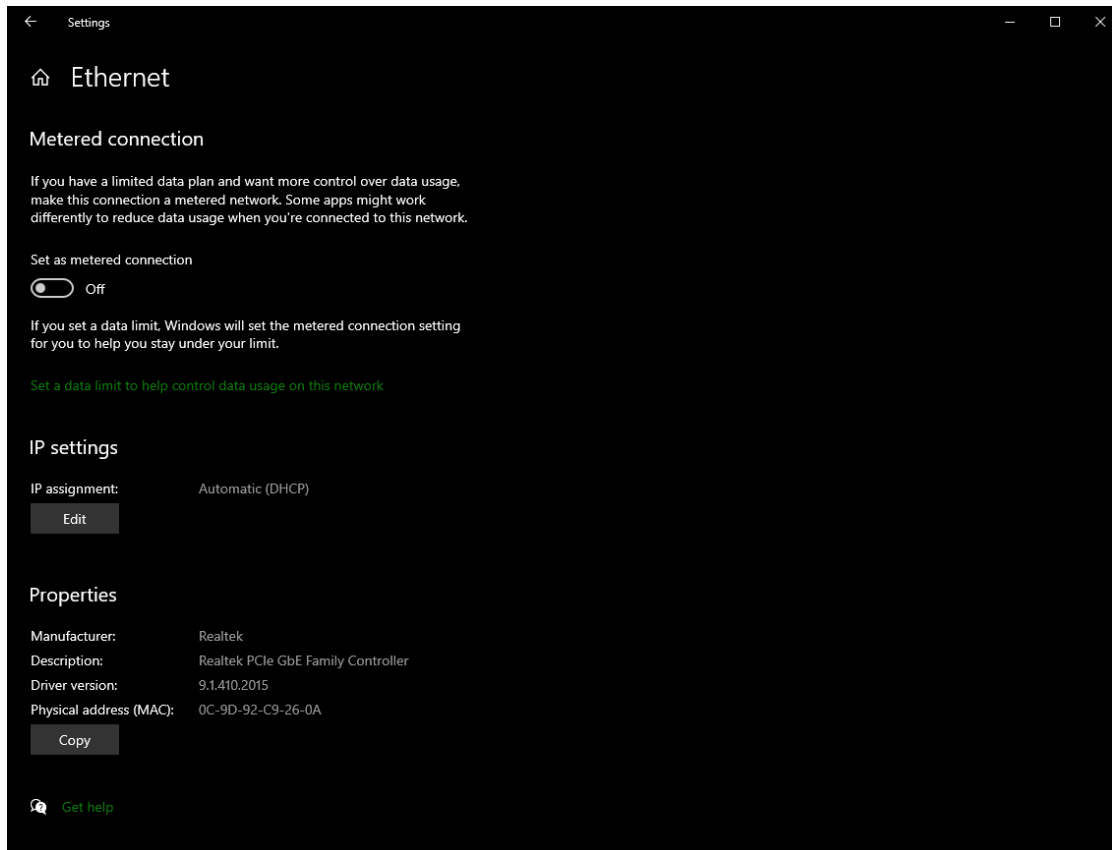 Settings
Ethernet
Metered connection
If you have a limited data plan and want more control over data usage,
make this connection a metered network. Some apps might work
differently to reduce data usage when you're connected to this network.
Set as metered connection
Off
If you set a data limit, Windows will set the metered connection setting
for you to help you stay under your limit.
Set a data limit to help control data usage on this network
IP settings
IP assignment: Automatic (DHCP)
Edit
Properties
Manufacturer: Realtek
Description: Realtek PCIe GbE Family Controller
Driver version: 9.1.410.2015
Physical address (MAC): 0C-9D-92-C9-26-0A
Copy
Get help